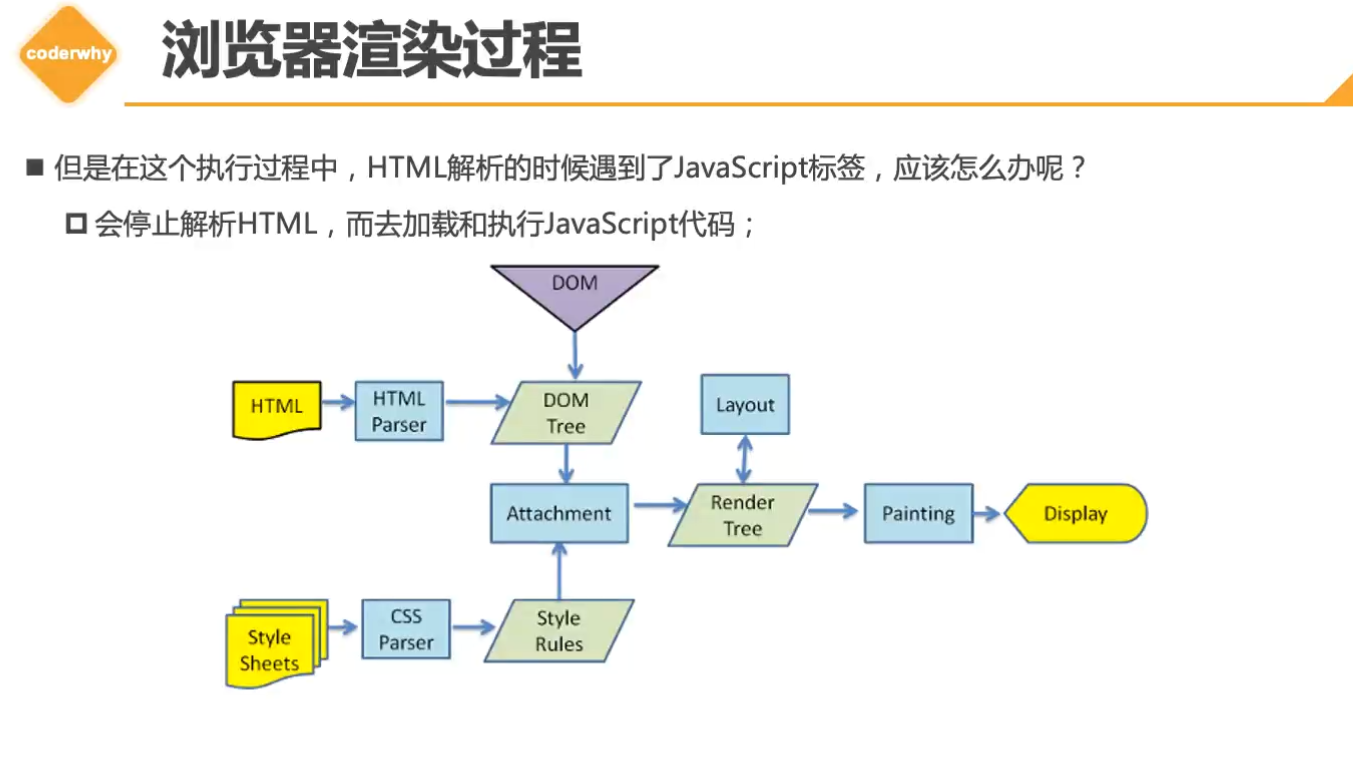 coderwhy
浏览器渲染过程
但是在这个执行过程中，HTML解析的时候遇到了JavaScript标签，应该怎么办呢？
会停止解析HTML，而去加载和执行JavaScript代码；
DOM
HTML
HTML
Parser
DOM
Tree
Layout
Attachment
Render
Tree
Painting
Display
Style
Sheets
CSS
Parser
Style
Rules